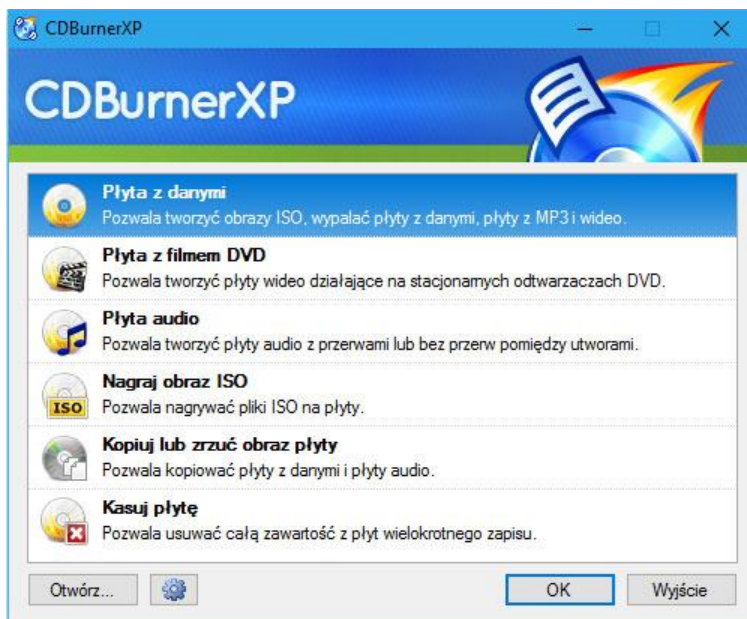 CDBurnerXP
CDBurnerXP
Płyta z danymi
Pozwala tworzyć obrazy ISO, wypalać płyty z danymi, płyty z MP3 i wideo.
Płyta z filmem DVD
Pozwala tworzyć płyty wideo działające na stacjonarnych odtwarzaczach DVD.
Płyta audio
Pozwala tworzyć płyty audio z przerwami lub bez przerw pomiędzy utworami.
Nagraj obraz ISO
ISO
Pozwala nagrywać pliki ISO na płyty.
Kopiuj lub zrzuć obraz płyty
Pozwala kopiować płyty z danymi i płyty audio.
Kasuj płytę
Pozwala usuwać całą zawartość z płyt wielokrotnego zapisu.
Otwórz... OK Wyjście